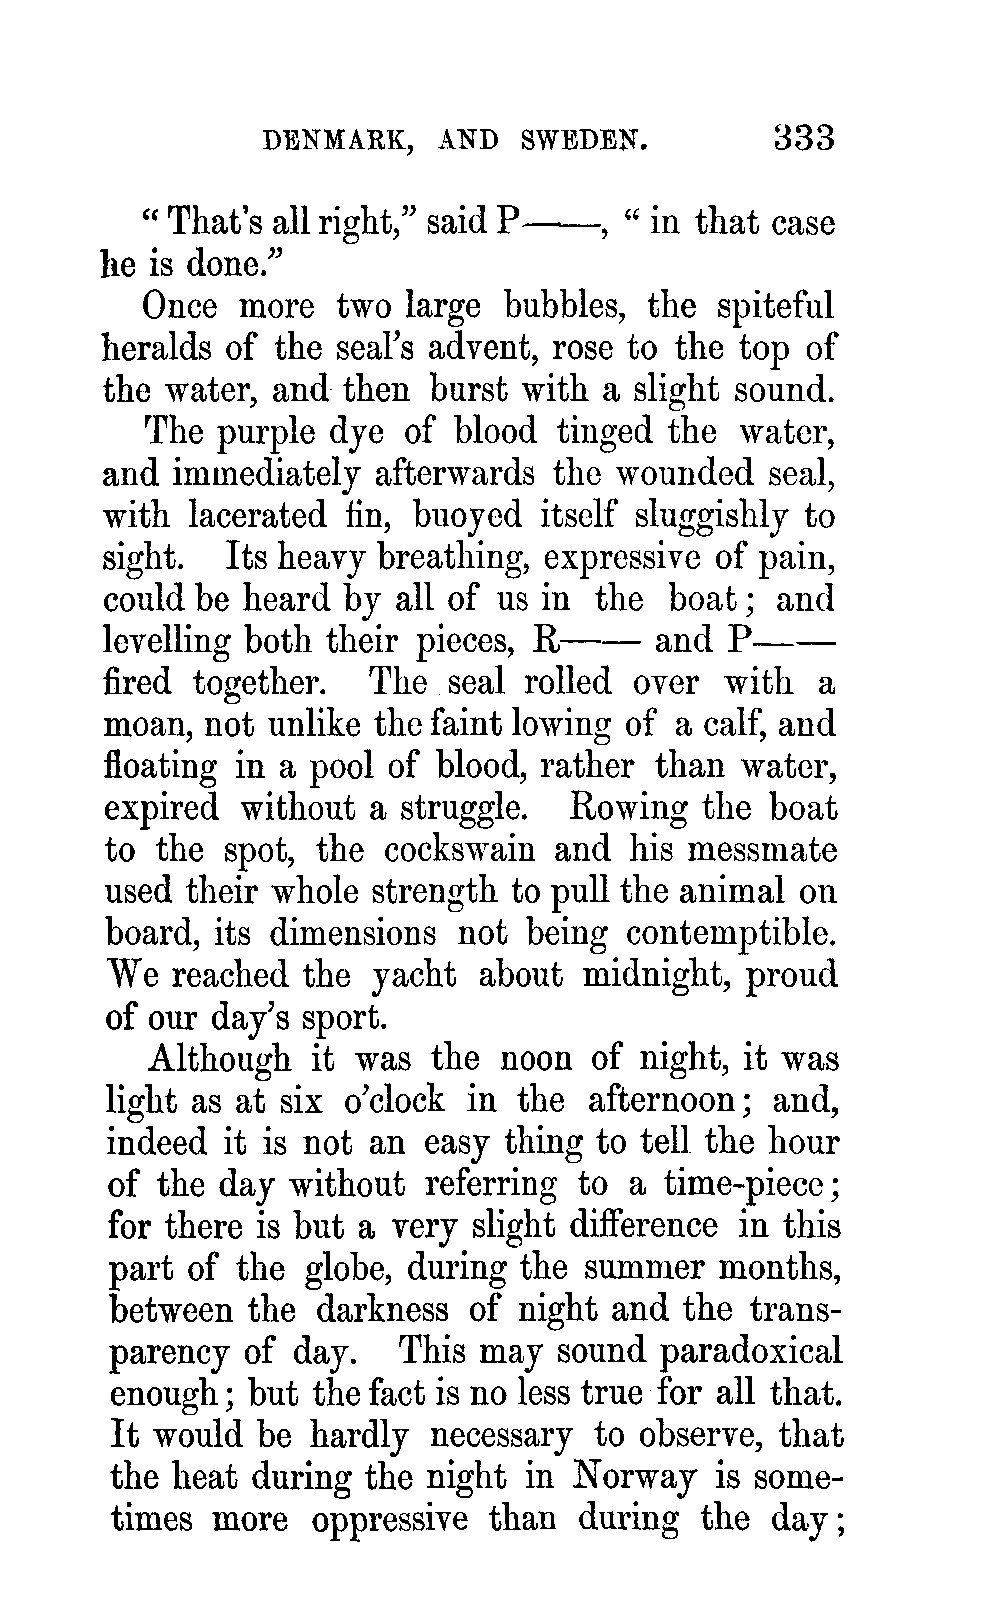 DENMARK, AND SWEDEN. 333
“ That’s all right,” said P——, “ in that case
he is done.”
Once more two large bubbles, the spiteful
heralds of the seal’s advent, rose to the top of
the water, and then burst with a slight sound.
The purple dye of blood tinged the water,
and immediately afterwards the wounded seal,
with lacerated fin, buoyed itself sluggishly to
sight. Its heavy breathing, expressive of pain,
could be heard by all of us in the boat ; and
levelling both their pieces, R—— and P——
fired together. The seal rolled over with a
moan, not unlike the faint lowing of a calf, and
floating in a pool of blood, rather than water,
expired without a struggle. Rowing the boat
to the spot, the cockswain and his messmate
used their whole strength to pull the animal on
board, its dimensions not being contemptible.
We reached the yacht about midnight, proud
of our day’s sport.
Although it was the noon of night, it was
light as at six o’clock in the afternoon ; and,
indeed it is not an easy thing to tell the hour
of the day without referring to a time-piece ;
for there is but a very slight difference in this
part of the globe, during the summer months,
between the darkness of night and the trans-
parency of day. This may sound paradoxical
enough ; but the fact is no less true for all that.
It would be hardly necessary to observe, that
the heat during the night in Norway is some-
times more oppressive than during the day ;